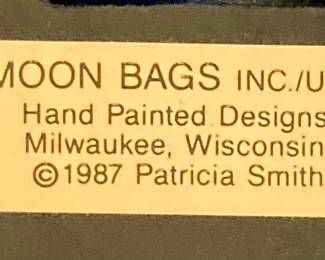 MOON BAGS INC./U
Hand Painted Designs
Milwaukee, Wisconsin
©1987 Patricia Smith